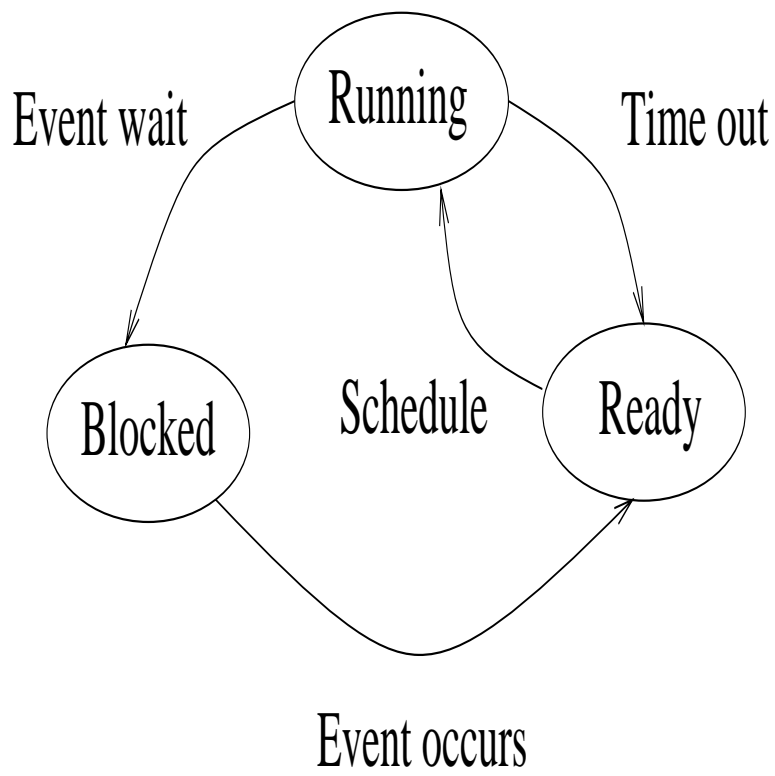 Running
Event wait
Time out
Schedule
Blocked
Ready
Event occurs